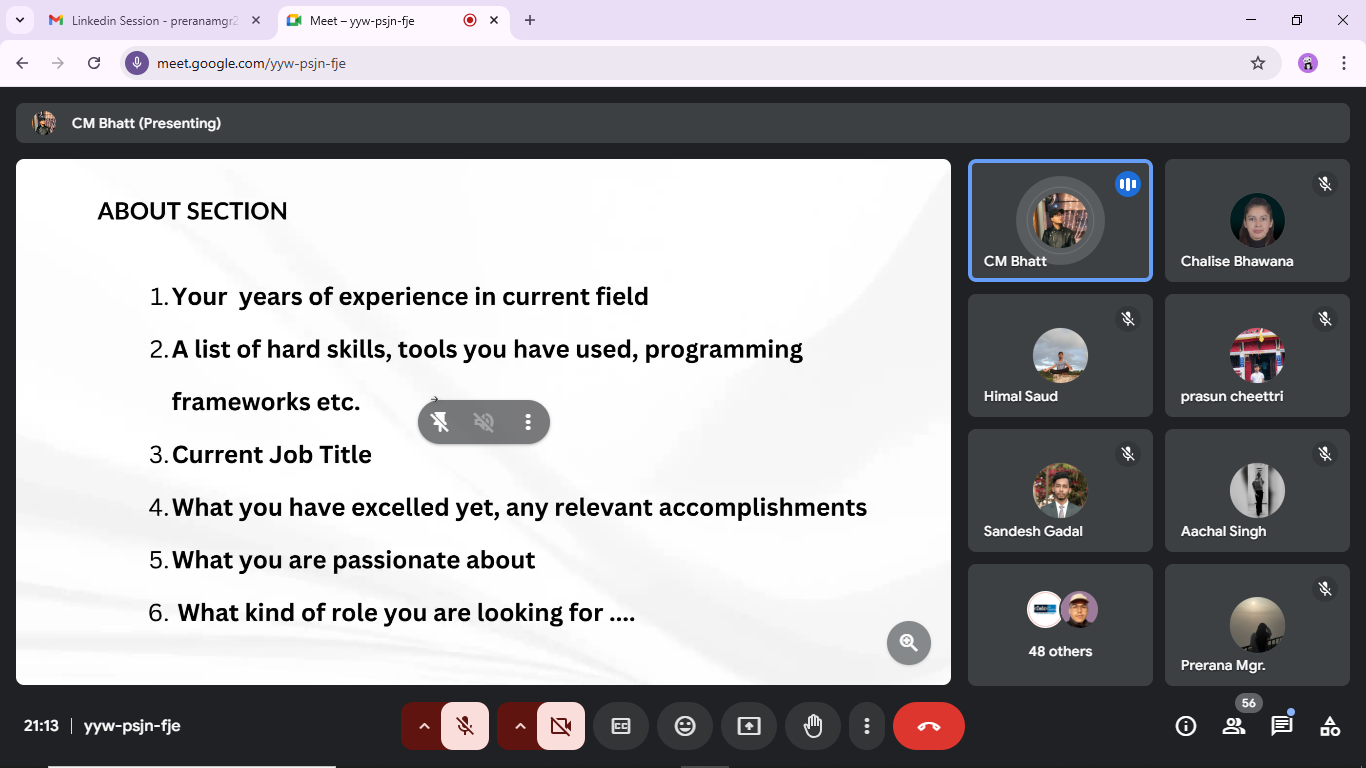 Linkedin Session - preranamgr2
Meet – yyw-psjn-fje
meet.google.com/yyw-psjn-fje
CM Bhatt (Presenting)
ABOUT SECTION
1. Your years of experience in current field
2. A list of hard skills, tools you have used, programming
frameworks etc.
3. Current Job Title
4. What you have excelled yet, any relevant accomplishments
5. What you are passionate about
6. What kind of role you are looking for ....
CM Bhatt
Chalise Bhawana
Himal Saud
prasun cheettri
Sandesh Gadal
Aachal Singh
48 others
Prerana Mgr.
21:13 | yyw-psjn-fje
56